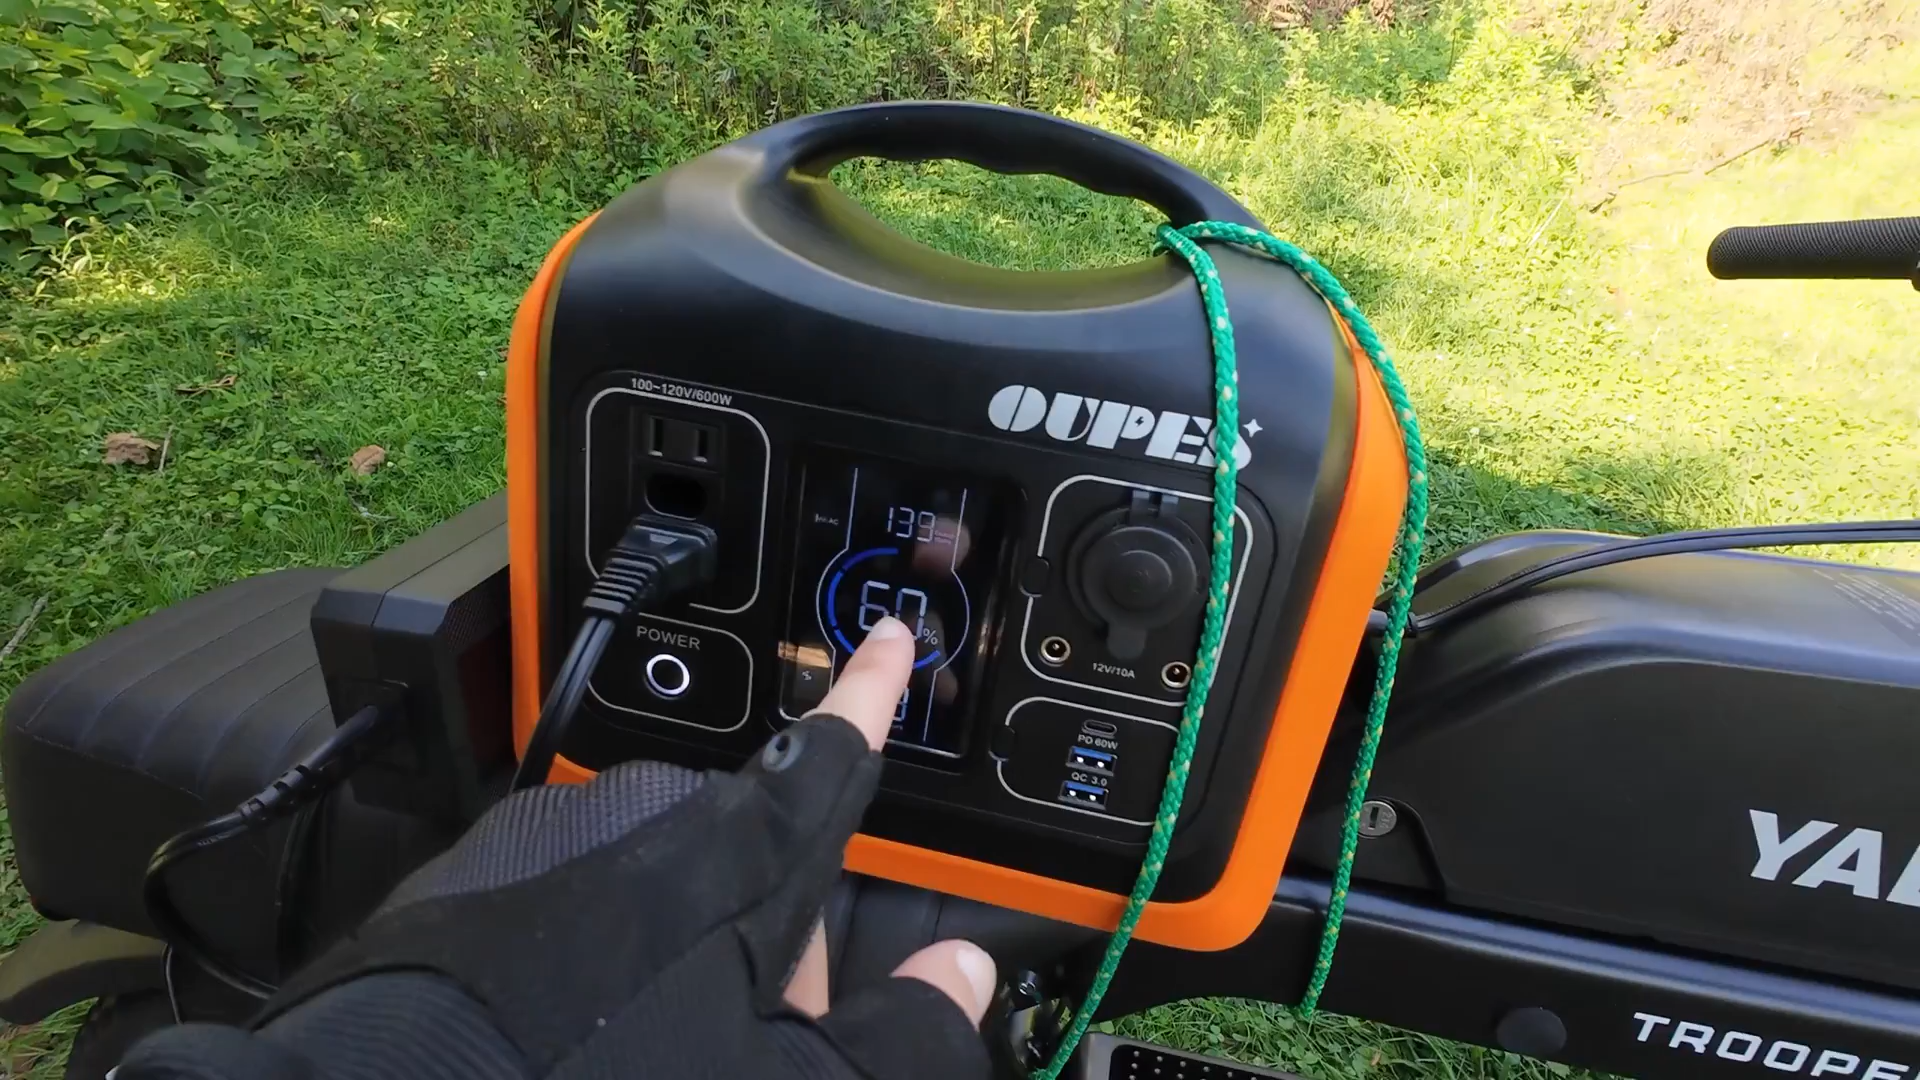 100~120V/600W
OUPES
139
60%
POWER
12V/10A
PD 60W
QC 3.0
YA
TROOPE